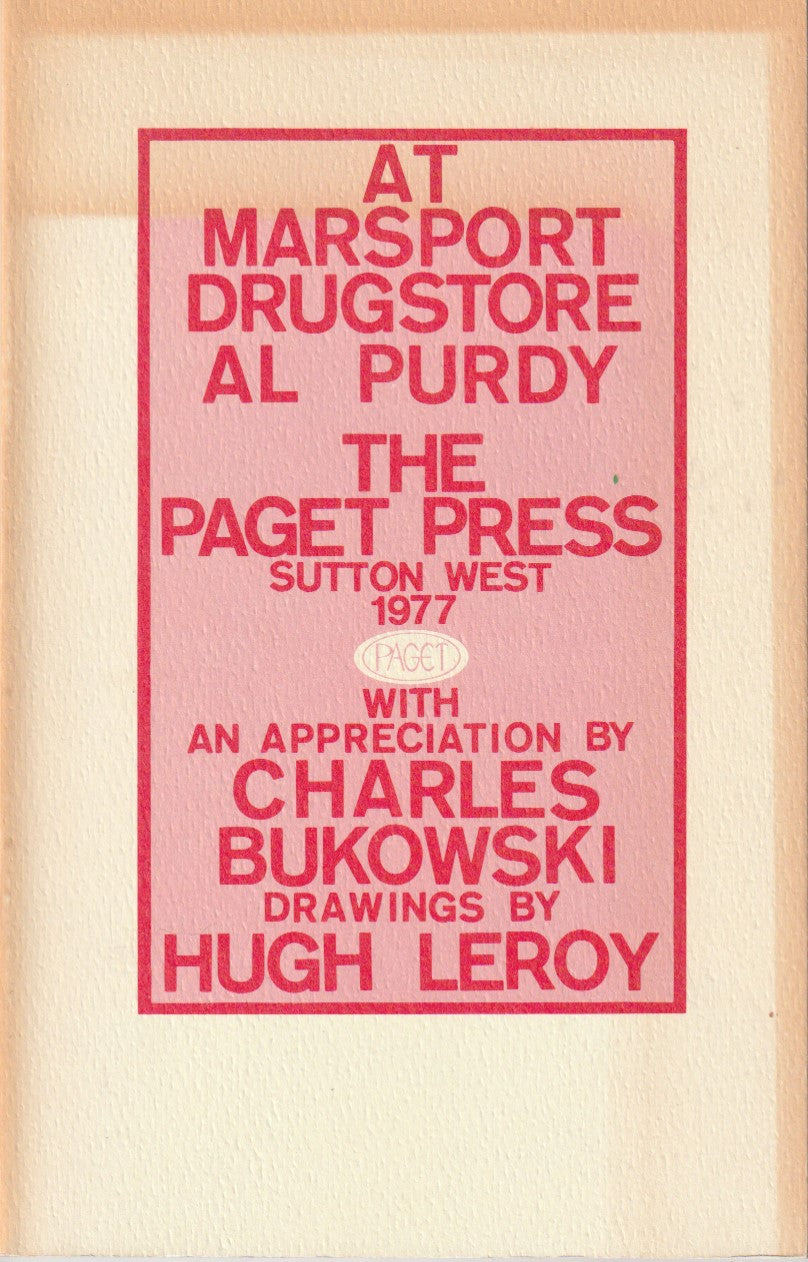 AT
MARSPORT
DRUGSTORE
AL PURDY
THE
PAGET PRESS
SUTTON WEST
1977
PAGET
WITH
AN APPRECIATION BY
CHARLES
BUKOWSKI
DRAWINGS BY
HUGH LEROY